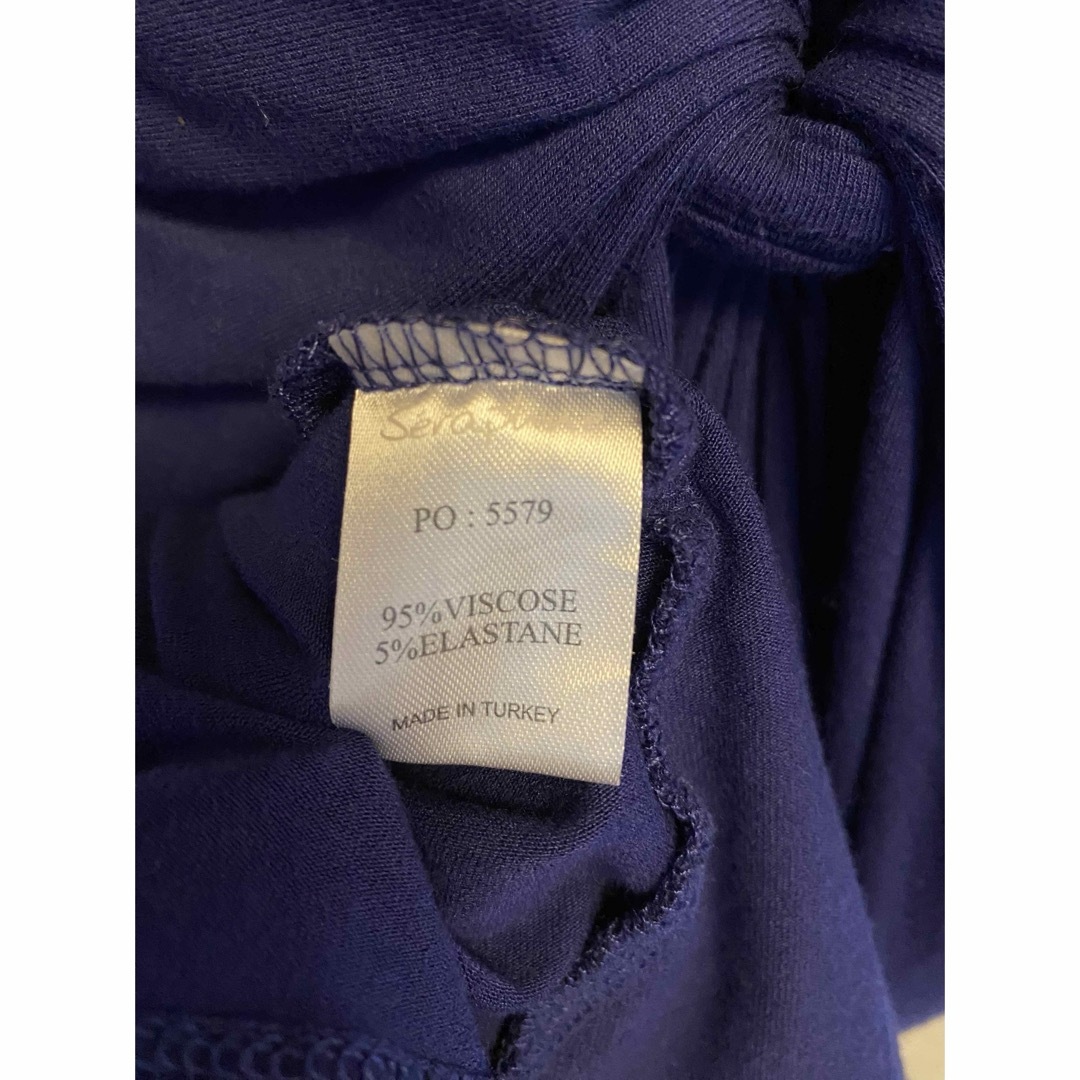 PO : 5579
95%VISCOSE
5%ELASTANE
MADE IN TURKEY